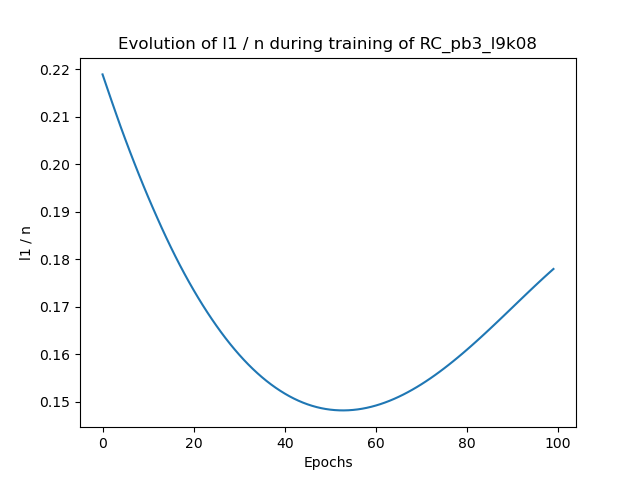 Evolution of l1 / n during training of RC_pb3_l9k08
0.22
0.21
0.20
0.19
0.18
0.17
0.16
0.15
l1 / n
0 20 40 60 80 100
Epochs